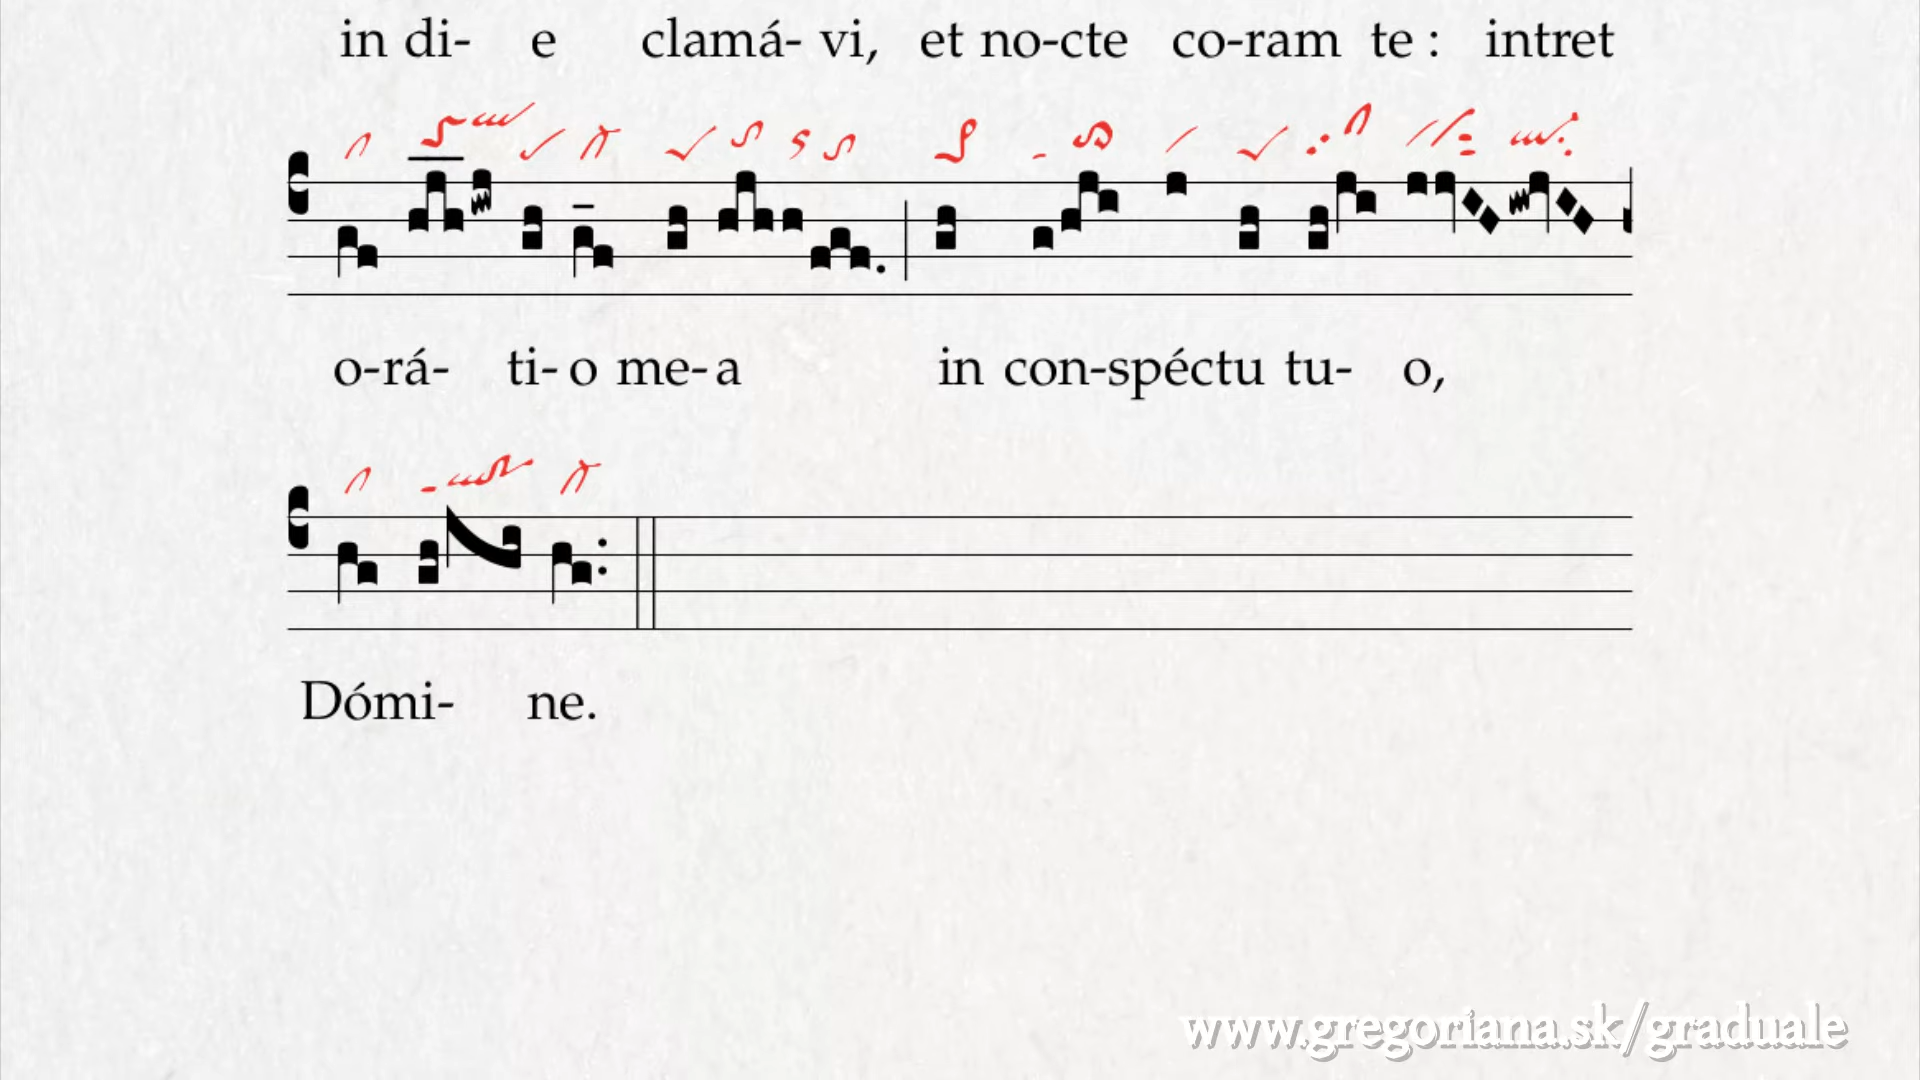 in di- e clamá- vi, et no-cte co-ram te : intret
o-rá- ti-o me-a in con-spéctu tu- o,
Dómi- ne.
www.gregoriana.sk/graduale